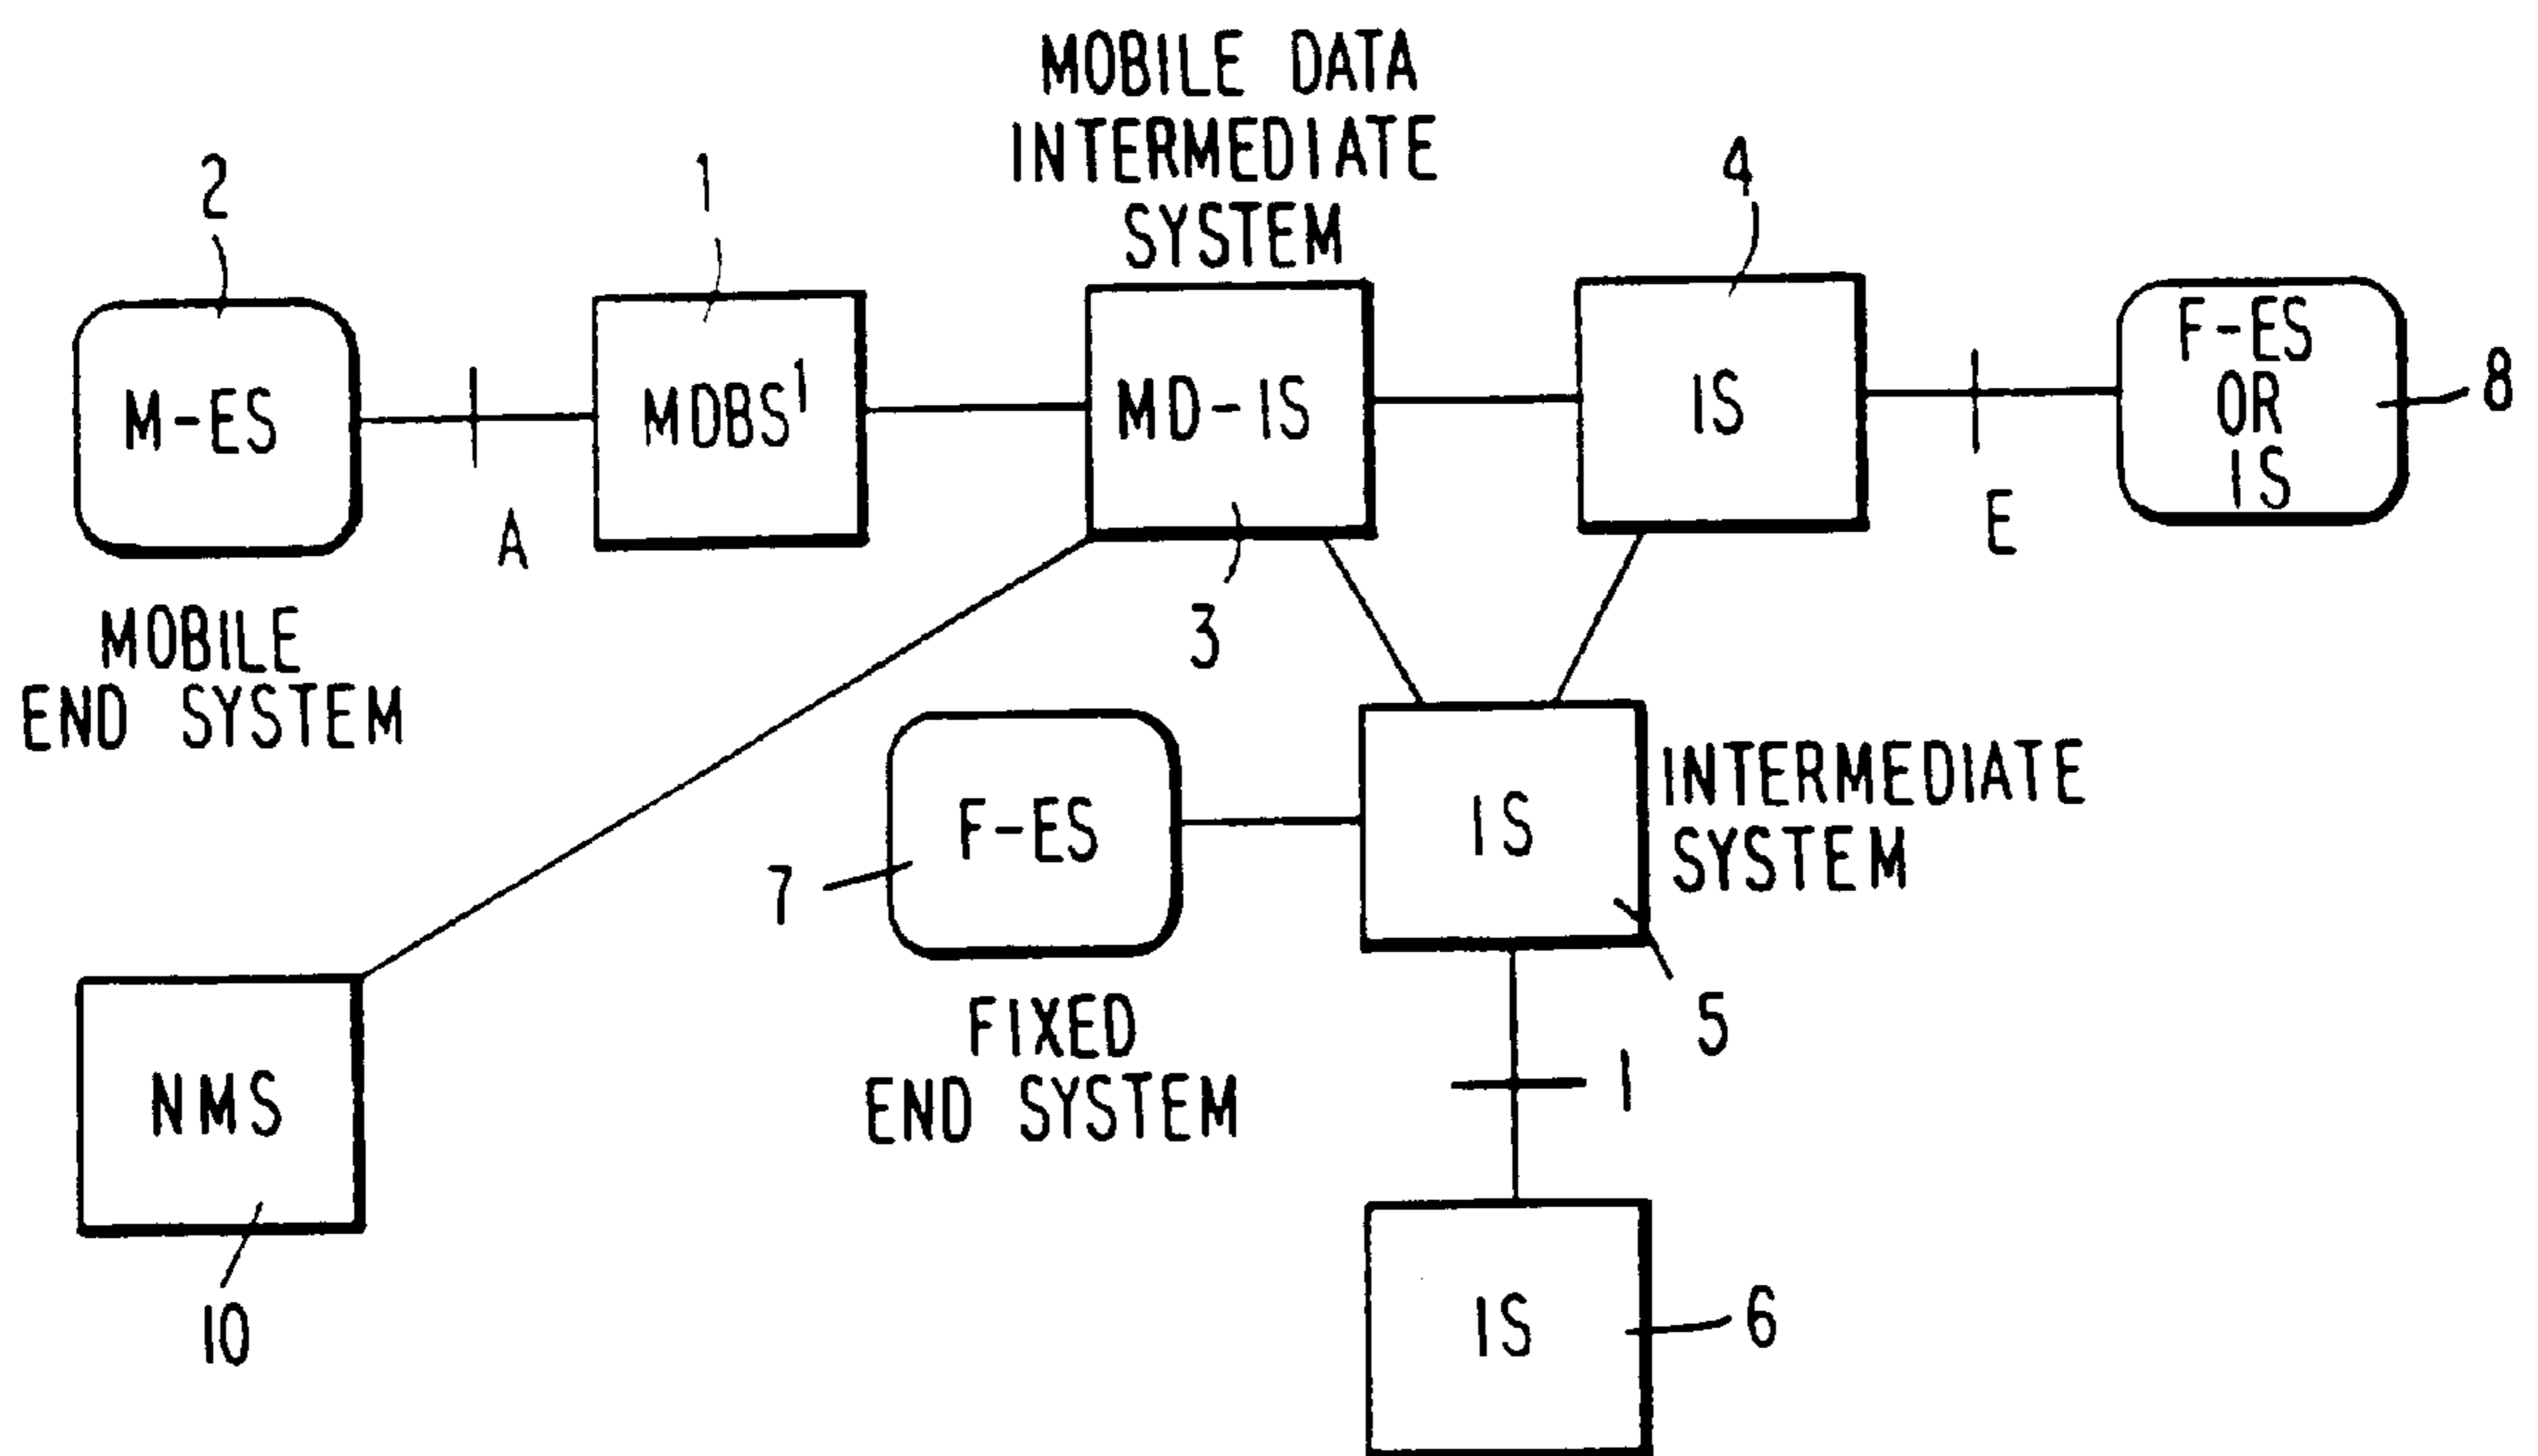 MOBILE DATA
INTERMEDIATE
SYSTEM
2
1
4
M-ES
MDBS¹
MD-IS
IS
F-ES
OR
IS
8
A
E
3
MOBILE
END SYSTEM
F-ES
IS
INTERMEDIATE
SYSTEM
7
5
FIXED
END SYSTEM
NMS
I
10
IS
6